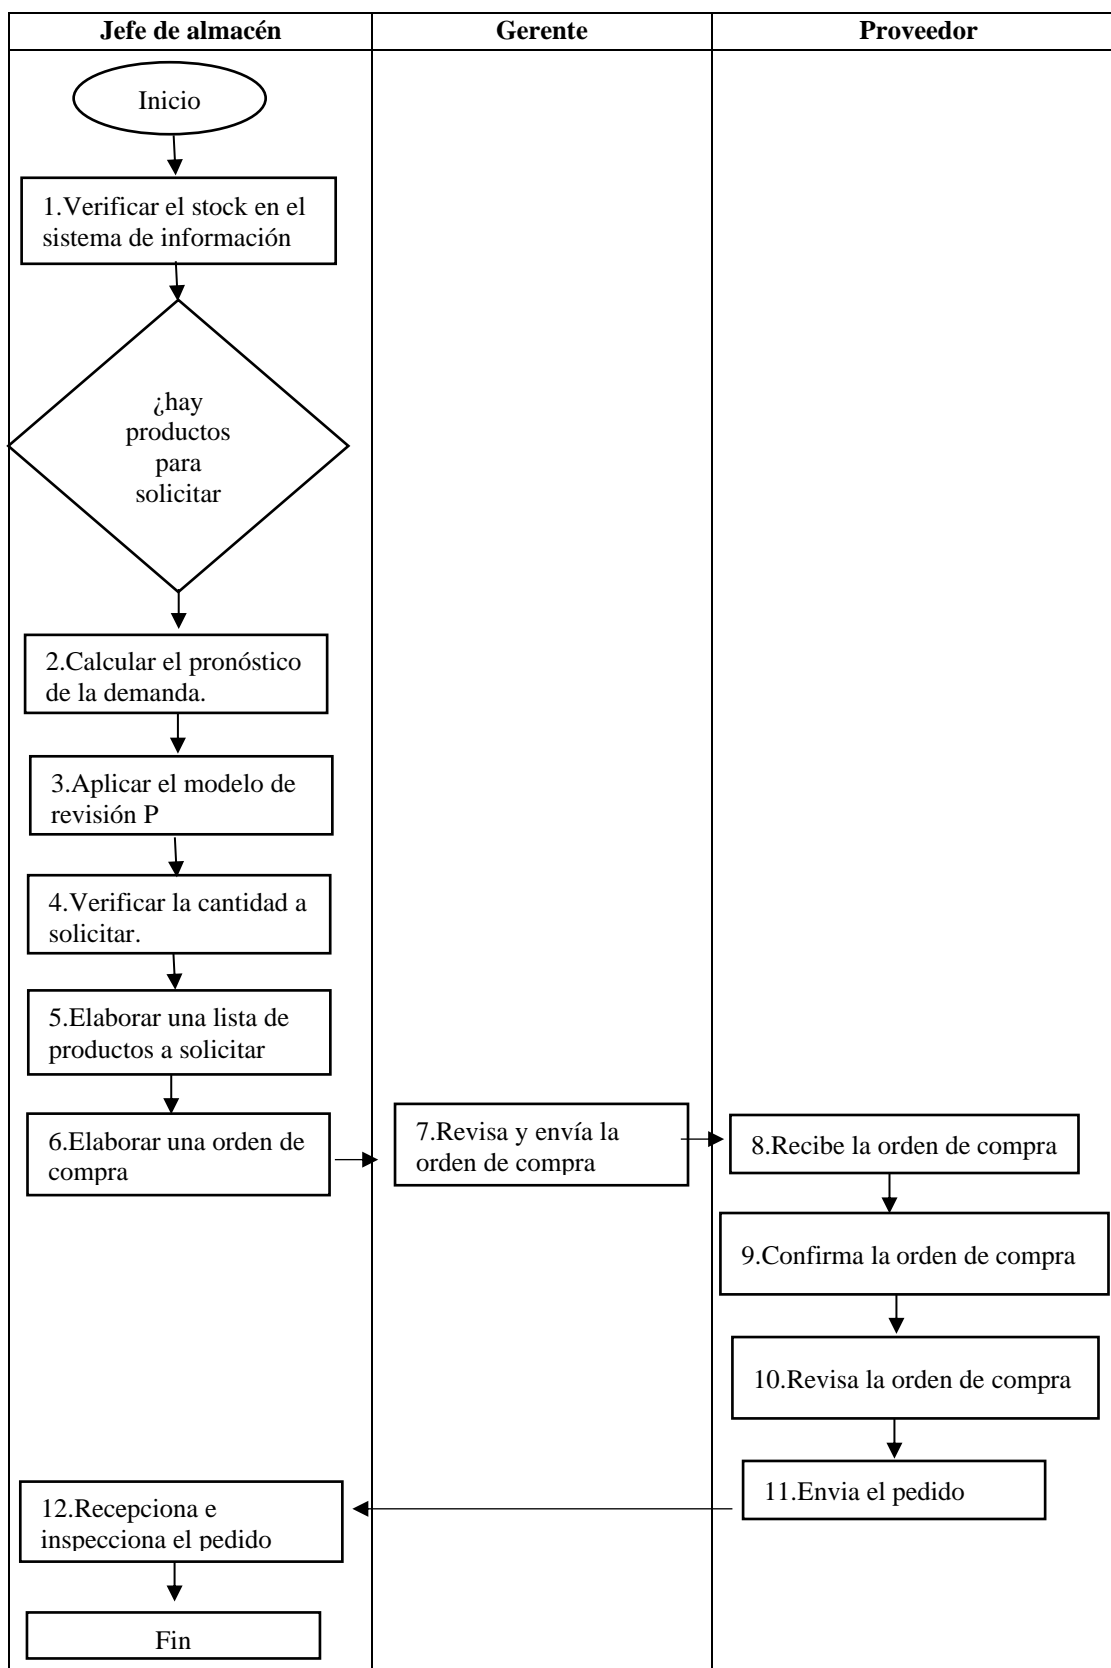 Jefe de almacén
Gerente
Proveedor
Inicio
1.Verificar el stock en el
sistema de información
¿hay
productos
para
solicitar
2.Calcular el pronóstico
de la demanda.
3.Aplicar el modelo de
revisión P
4.Verificar la cantidad a
solicitar.
5.Elaborar una lista de
productos a solicitar
6.Elaborar una orden de
compra
7.Revisa y envía la
orden de compra
8.Recibe la orden de compra
9.Confirma la orden de compra
10.Revisa la orden de compra
11.Envia el pedido
12.Recepciona e
inspecciona el pedido
Fin